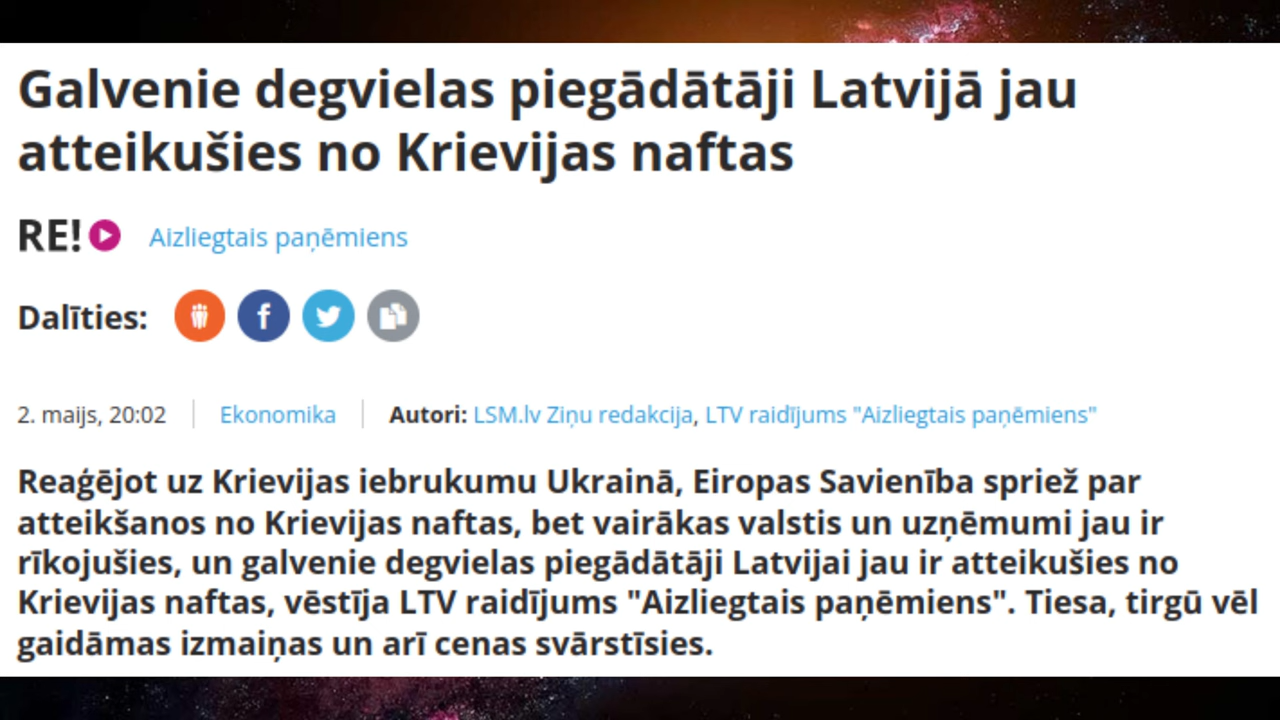 Galvenie degvielas piegādātāji Latvijā jau
atteikušies no Krievijas naftas
RE! Aizliegtais paņēmiens
Dalīties:
2. maijs, 20:02 Ekonomika Autori: LSM.lv Ziņu redakcija, LTV raidījums "Aizliegtais paņēmiens"
Reaģējot uz Krievijas iebrukumu Ukrainā, Eiropas Savienība spriež par
atteikšanos no Krievijas naftas, bet vairākas valstis un uzņēmumi jau ir
rīkojušies, un galvenie degvielas piegādātāji Latvijai jau ir atteikušies no
Krievijas naftas, vēstīja LTV raidījums "Aizliegtais paņēmiens". Tiesa, tirgū vēl
gaidāmas izmaiņas un arī cenas svārstīsies.